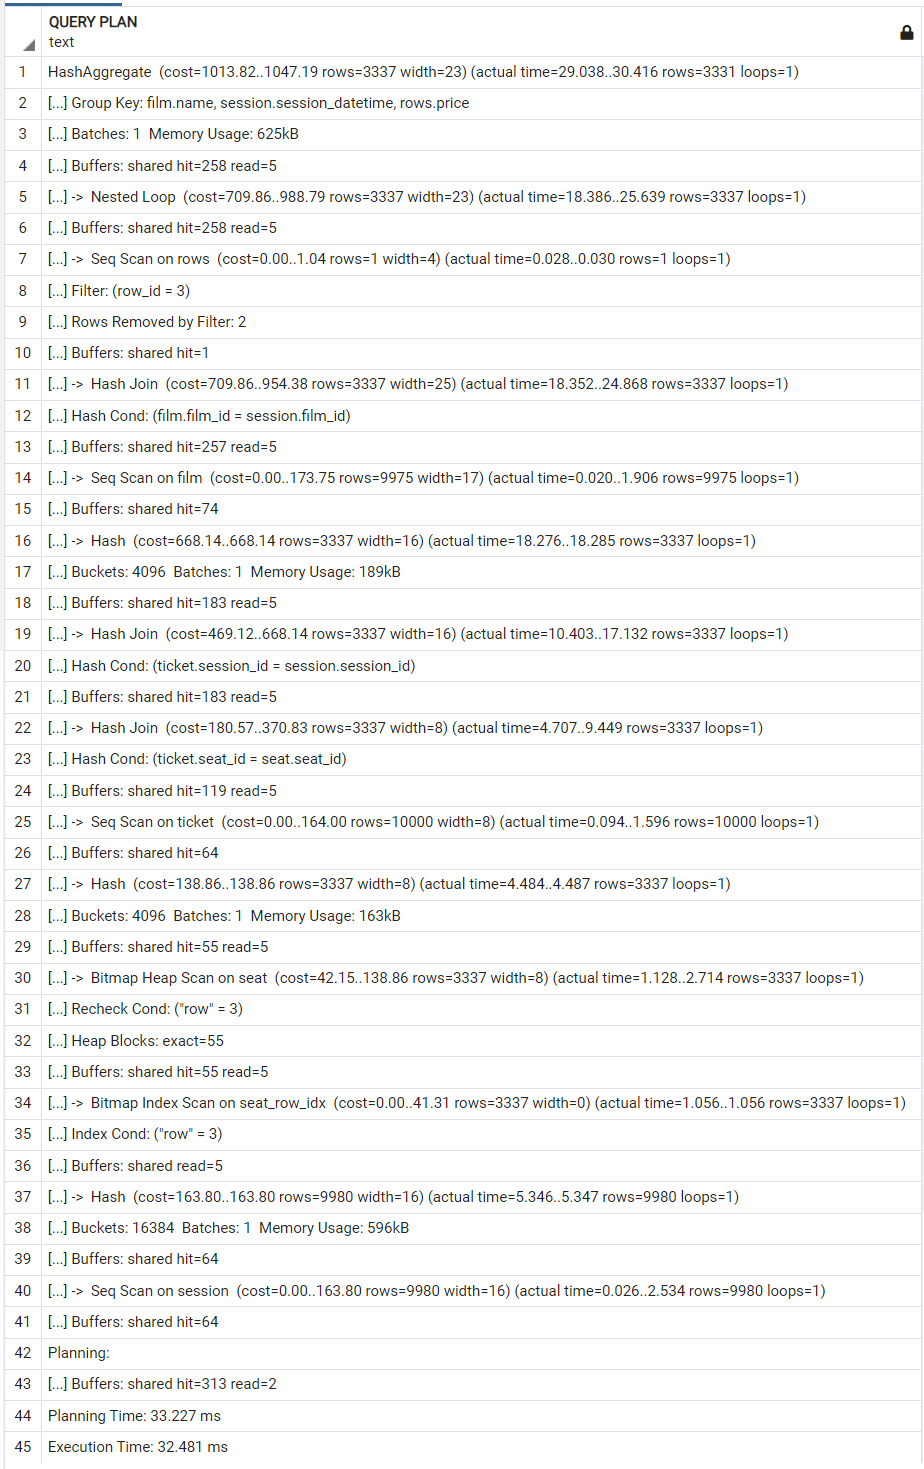 QUERY PLAN
text
1 HashAggregate (cost=1013.82..1047.19 rows=3337 width=23) (actual time=29.038..30.416 rows=3331 loops=1)
2 [...] Group Key: film.name, session.session_datetime, rows.price
3 [...] Batches: 1 Memory Usage: 625kB
4 [...] Buffers: shared hit=258 read=5
5 [...] -> Nested Loop (cost=709.86..988.79 rows=3337 width=23) (actual time=18.386..25.639 rows=3337 loops=1)
6 [...] Buffers: shared hit=258 read=5
7 [...] -> Seq Scan on rows (cost=0.00..1.04 rows=1 width=4) (actual time=0.028..0.030 rows=1 loops=1)
8 [...] Filter: (row_id = 3)
9 [...] Rows Removed by Filter: 2
10 [...] Buffers: shared hit=1
11 [...] -> Hash Join (cost=709.86..954.38 rows=3337 width=25) (actual time=18.352..24.868 rows=3337 loops=1)
12 [...] Hash Cond: (film.film_id = session.film_id)
13 [...] Buffers: shared hit=257 read=5
14 [...] -> Seq Scan on film (cost=0.00..173.75 rows=9975 width=17) (actual time=0.020..1.906 rows=9975 loops=1)
15 [...] Buffers: shared hit=74
16 [...] -> Hash (cost=668.14..668.14 rows=3337 width=16) (actual time=18.276..18.285 rows=3337 loops=1)
17 [...] Buckets: 4096 Batches: 1 Memory Usage: 189kB
18 [...] Buffers: shared hit=183 read=5
19 [...] -> Hash Join (cost=469.12..668.14 rows=3337 width=16) (actual time=10.403..17.132 rows=3337 loops=1)
20 [...] Hash Cond: (ticket.session_id = session.session_id)
21 [...] Buffers: shared hit=183 read=5
22 [...] -> Hash Join (cost=180.57..370.83 rows=3337 width=8) (actual time=4.707..9.449 rows=3337 loops=1)
23 [...] Hash Cond: (ticket.seat_id = seat.seat_id)
24 [...] Buffers: shared hit=119 read=5
25 [...] -> Seq Scan on ticket (cost=0.00..164.00 rows=10000 width=8) (actual time=0.094..1.596 rows=10000 loops=1)
26 [...] Buffers: shared hit=64
27 [...] -> Hash (cost=138.86..138.86 rows=3337 width=8) (actual time=4.484..4.487 rows=3337 loops=1)
28 [...] Buckets: 4096 Batches: 1 Memory Usage: 163kB
29 [...] Buffers: shared hit=55 read=5
30 [...] -> Bitmap Heap Scan on seat (cost=42.15..138.86 rows=3337 width=8) (actual time=1.128..2.714 rows=3337 loops=1)
31 [...] Recheck Cond: ("row" = 3)
32 [...] Heap Blocks: exact=55
33 [...] Buffers: shared hit=55 read=5
34 [...] -> Bitmap Index Scan on seat_row_idx (cost=0.00..41.31 rows=3337 width=0) (actual time=1.056..1.056 rows=3337 loops=1)
35 [...] Index Cond: ("row" = 3)
36 [...] Buffers: shared read=5
37 [...] -> Hash (cost=163.80..163.80 rows=9980 width=16) (actual time=5.346..5.347 rows=9980 loops=1)
38 [...] Buckets: 16384 Batches: 1 Memory Usage: 596kB
39 [...] Buffers: shared hit=64
40 [...] -> Seq Scan on session (cost=0.00..163.80 rows=9980 width=16) (actual time=0.026..2.534 rows=9980 loops=1)
41 [...] Buffers: shared hit=64
42 Planning:
43 [...] Buffers: shared hit=313 read=2
44 Planning Time: 33.227 ms
45 Execution Time: 32.481 ms